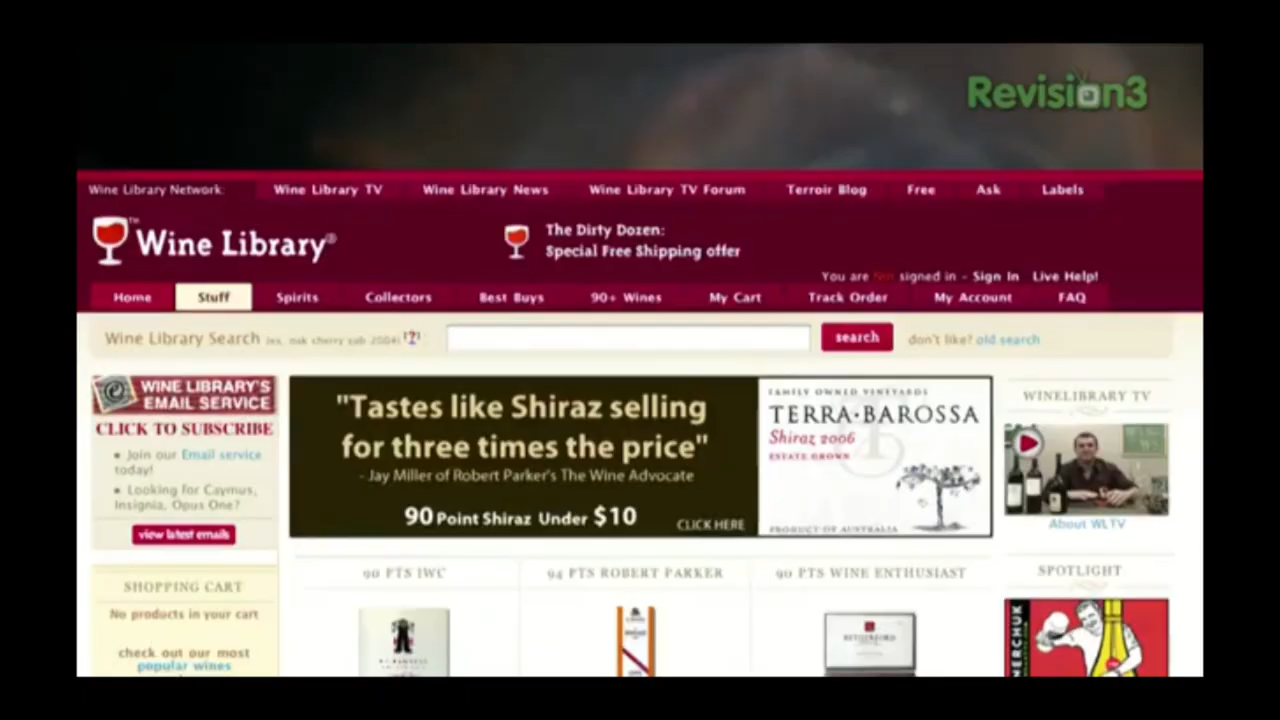 Revision3
Wine Library Network:
Wine Library TV
Wine Library News
Wine Library TV Forum
Terroir Blog
Free
Ask
Labels
Wine Library®
The Dirty Dozen:
Special Free Shipping offer
You are Not signed in - Sign In Live Help!
Home
Stuff
Spirits
Collectors
Best Buys
90+ Wines
My Cart
Track Order
My Account
FAQ
Wine Library Search (ex. oak cherry cab 2004) [?]
search
don't like? old search
WINE LIBRARY'S
EMAIL SERVICE
CLICK TO SUBSCRIBE
Join our Email service
today!
Looking for Caymus,
Insignia, Opus One?
view latest emails
SHOPPING CART
No products in your cart
check out our most
popular wines
"Tastes like Shiraz selling
for three times the price"
- Jay Miller of Robert Parker's The Wine Advocate
90 Point Shiraz Under $10
CLICK HERE
FAMILY OWNED VINEYARDS
TERRA·BAROSSA
Shiraz 2006
ESTATE GROWN
PRODUCT OF AUSTRALIA
WINELIBRARY TV
About WLTV
90 PTS IWC
94 PTS ROBERT PARKER
90 PTS WINE ENTHUSIAST
SPOTLIGHT
NERCHUK